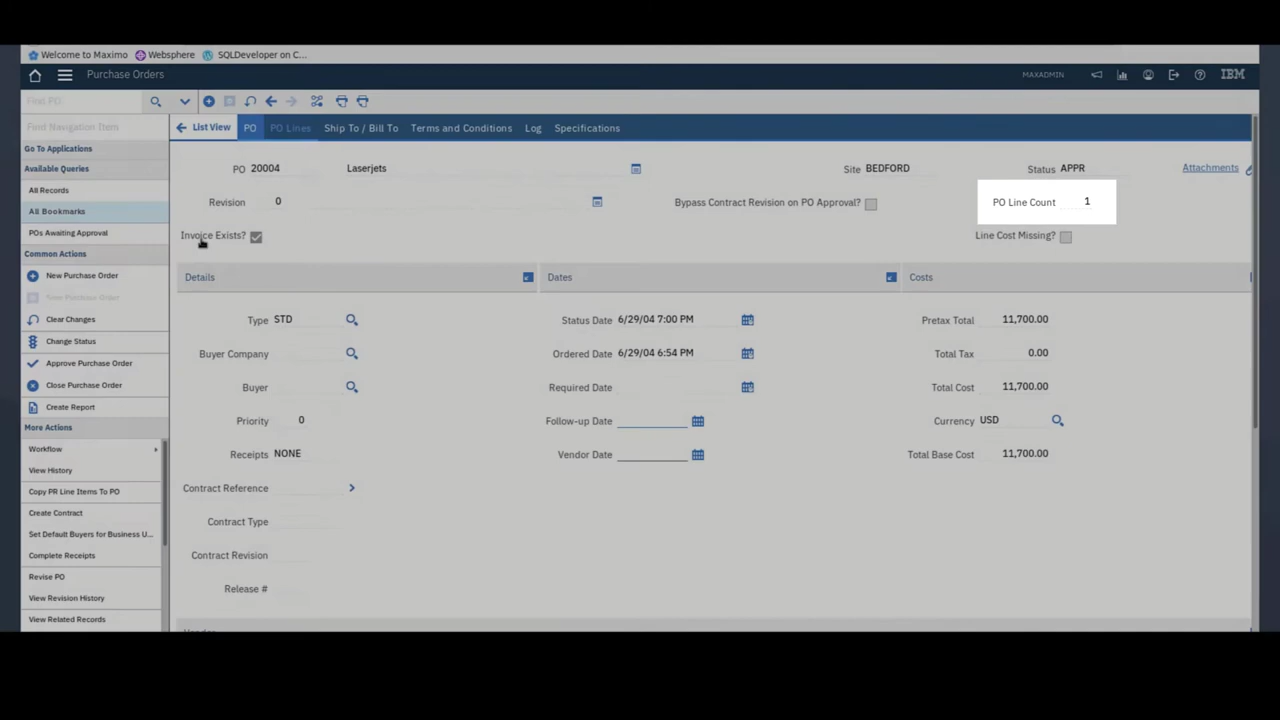 Welcome to Maximo Websphere SQLDeveloper on C...
Purchase Orders MAXADMIN IBM
Find PO
Find Navigation Item
Go To Applications
Available Queries
All Records
All Bookmarks
POs Awaiting Approval
Common Actions
New Purchase Order
Save Purchase Order
Clear Changes
Change Status
Approve Purchase Order
Close Purchase Order
Create Report
More Actions
Workflow
View History
Copy PR Line Items To PO
Create Contract
Set Default Buyers for Business U...
Complete Receipts
Revise PO
View Revision History
View Related Records
List View PO PO Lines Ship To / Bill To Terms and Conditions Log Specifications
PO 20004 Laserjets Site BEDFORD Status APPR Attachments
Revision 0 Bypass Contract Revision on PO Approval? PO Line Count 1
Invoice Exists? Line Cost Missing?
Details Dates Costs
Type STD Status Date 6/29/04 7:00 PM Pretax Total 11,700.00
Buyer Company Ordered Date 6/29/04 6:54 PM Total Tax 0.00
Buyer Required Date Total Cost 11,700.00
Priority 0 Follow-up Date Currency USD
Receipts NONE Vendor Date Total Base Cost 11,700.00
Contract Reference
Contract Type
Contract Revision
Release #